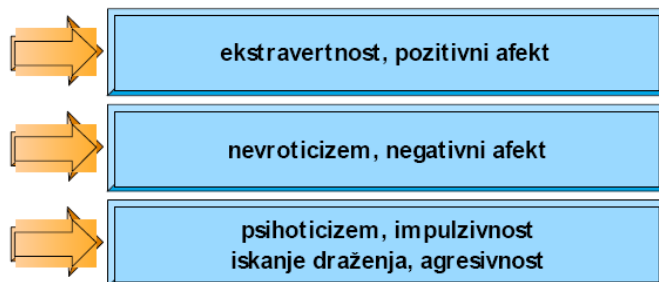 ekstravertnost, pozitivni afekt
nevroticizem, negativni afekt
psihoticizem, impulzivnost
iskanje draženja, agresivnost